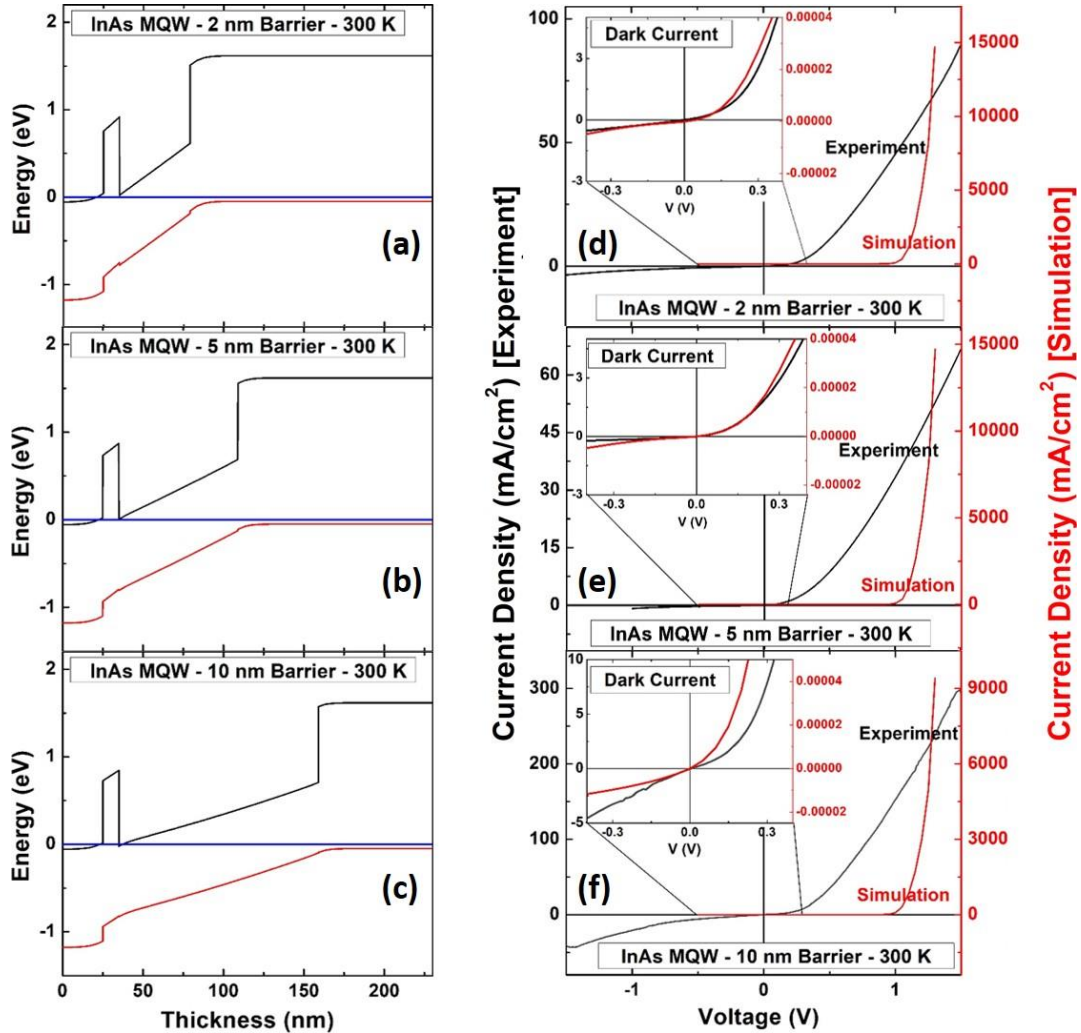 InAs MQW - 2 nm Barrier - 300 K
2
1
0
-1
Energy (eV)
(a)
InAs MQW - 5 nm Barrier - 300 K
2
1
0
-1
Energy (eV)
(b)
InAs MQW - 10 nm Barrier - 300 K
2
1
0
-1
Energy (eV)
(c)
0 50 100 150 200
Thickness (nm)
Current Density (mA/cm²) [Experiment]
100
50
0
Dark Current
3
0
-3
0.00004
0.00002
0.00000
-0.00002
-0.3 0.0 0.3
V (V)
Experiment
Simulation
15000
10000
5000
0
(d)
InAs MQW - 2 nm Barrier - 300 K
60
45
30
15
0
Dark Current
3
0
-3
0.00004
0.00002
0.00000
-0.00002
-0.3 0.0 0.3
V (V)
Experiment
Simulation
15000
10000
5000
0
(e)
InAs MQW - 5 nm Barrier - 300 K
300
200
100
0
Dark Current
10
5
0
-5
0.00004
0.00002
0.00000
-0.00002
-0.3 0.0 0.3
V (V)
Experiment
Simulation
9000
6000
3000
0
(f)
InAs MQW - 10 nm Barrier - 300 K
-1 0 1
Voltage (V)
Current Density (mA/cm²) [Simulation]